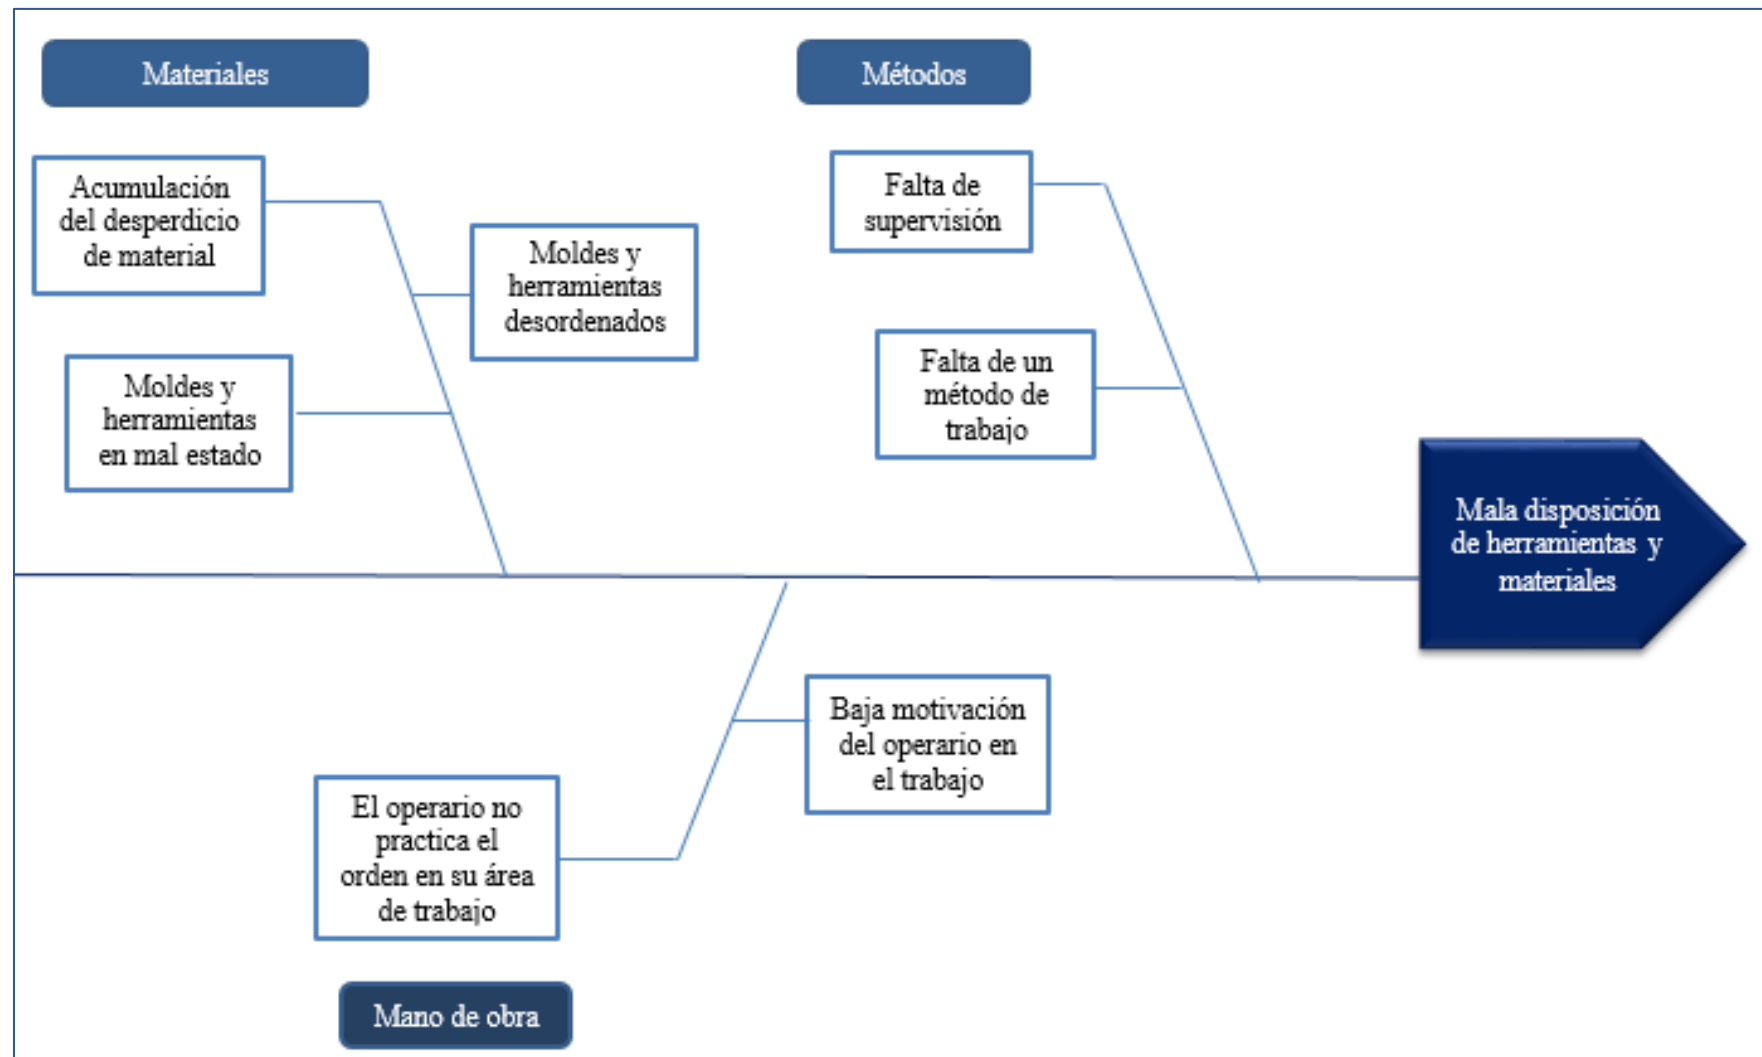 Materiales
Métodos
Acumulación
del desperdicio
de material
Moldes y
herramientas
desordenados
Moldes y
herramientas
en mal estado
Falta de
supervisión
Falta de un
método de
trabajo
Mala disposición
de herramientas y
materiales
Baja motivación
del operario en
el trabajo
El operario no
practica el
orden en su área
de trabajo
Mano de obra